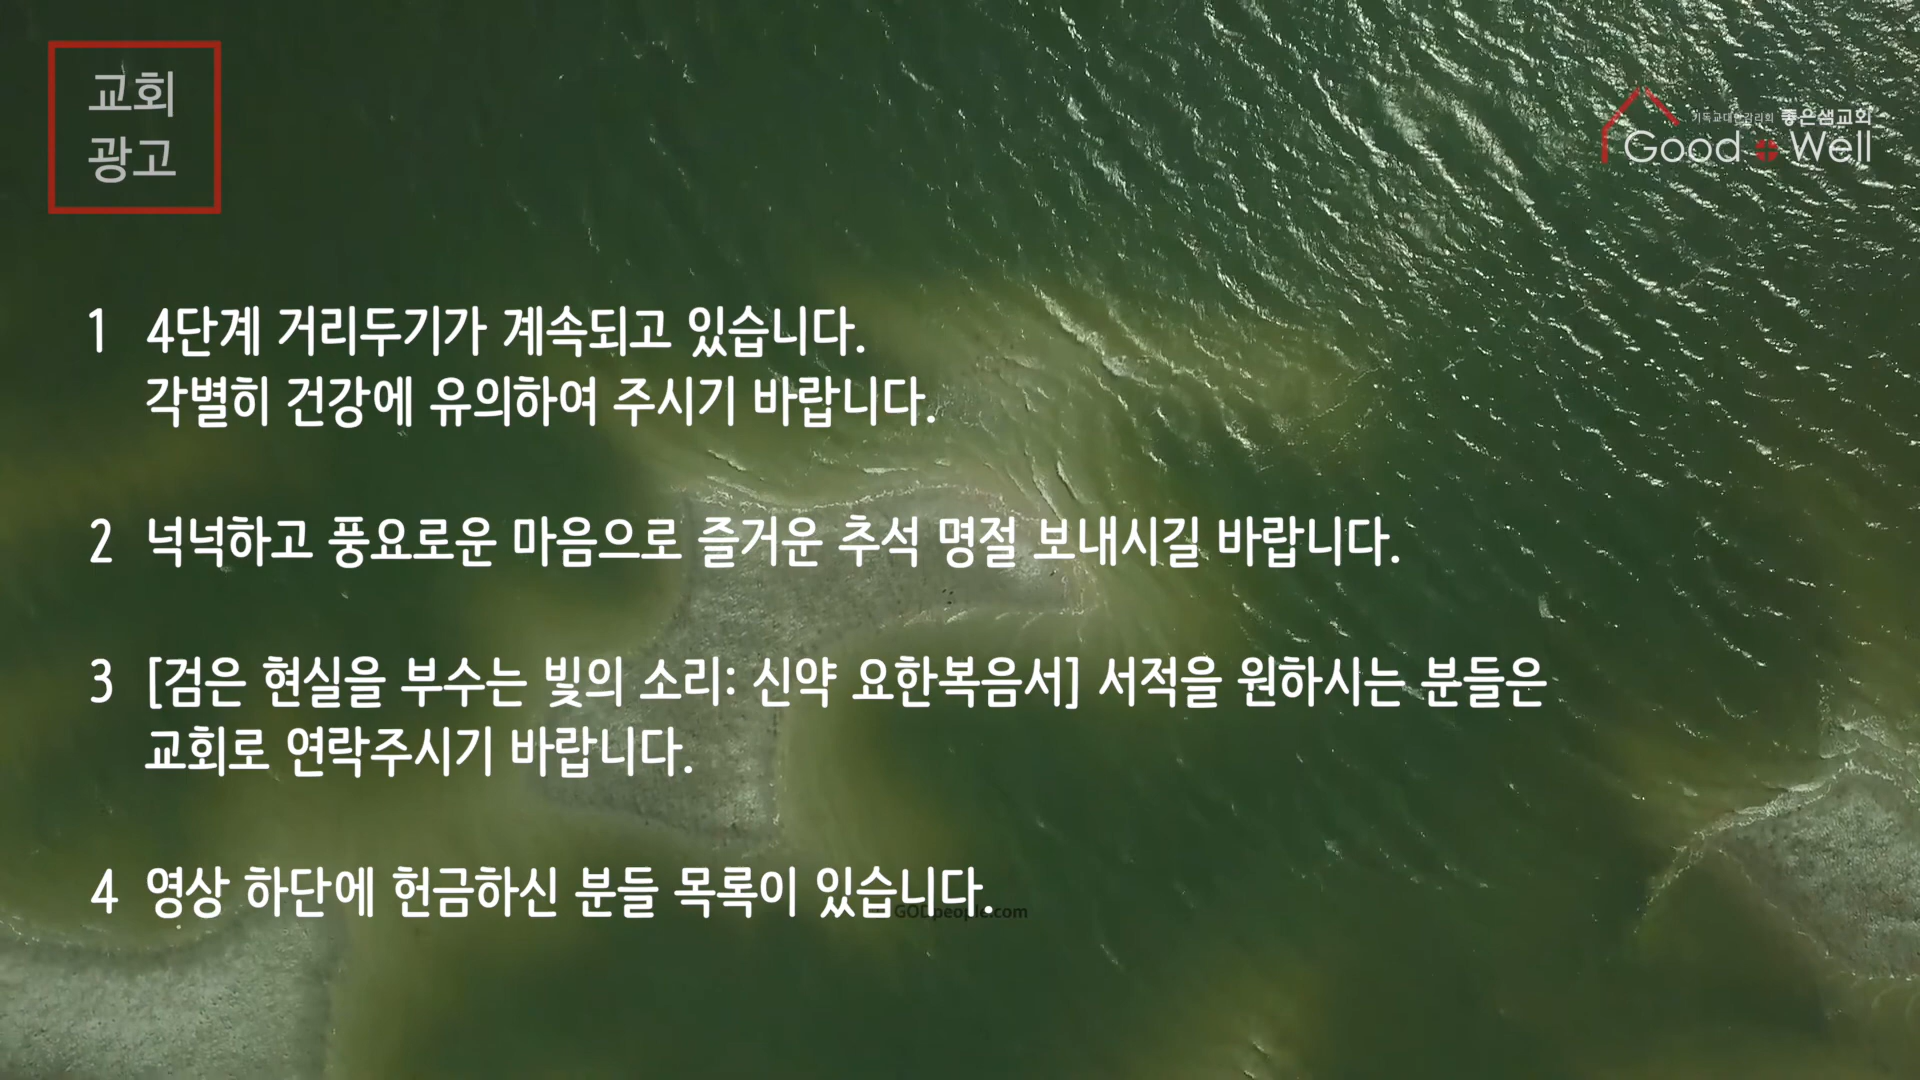 교회
광고
기독교대한감리회 좋은샘교회
Good Well
1 4단계 거리두기가 계속되고 있습니다.
각별히 건강에 유의하여 주시기 바랍니다.
2 넉넉하고 풍요로운 마음으로 즐거운 추석 명절 보내시길 바랍니다.
3 [검은 현실을 부수는 빛의 소리: 신약 요한복음서] 서적을 원하시는 분들은
교회로 연락주시기 바랍니다.
4 영상 하단에 헌금하신 분들 목록이 있습니다.
GODpeople.com